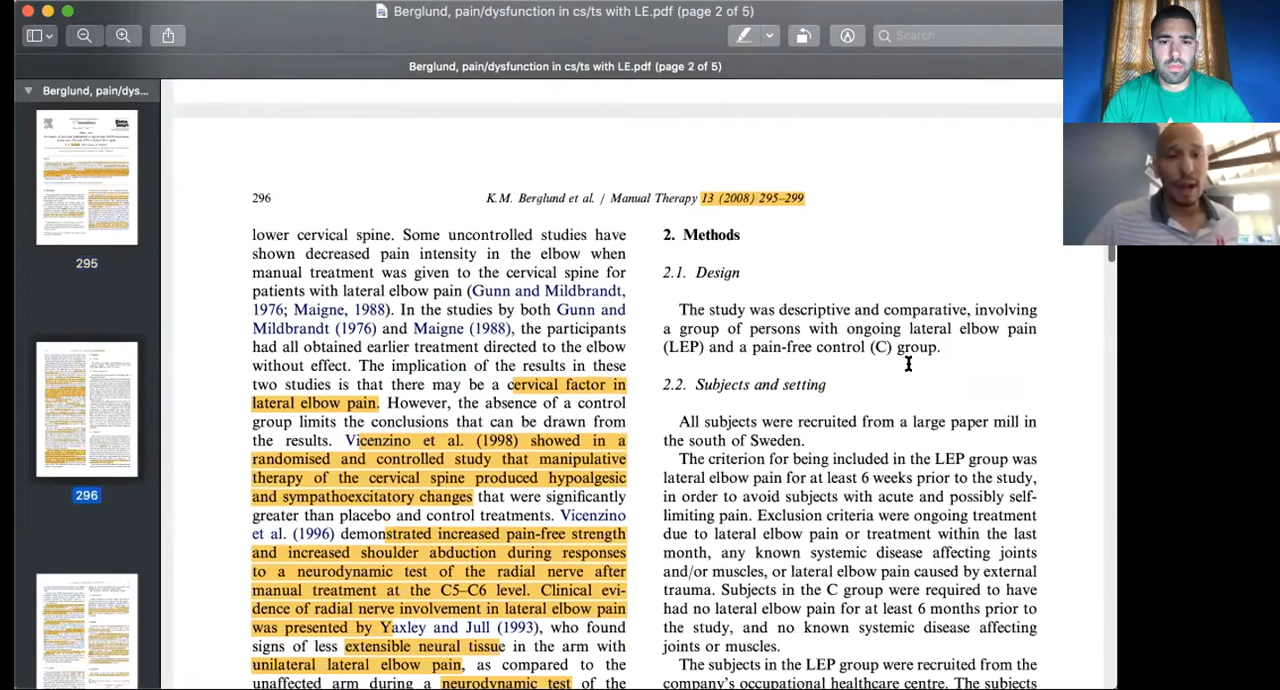 Berglund, pain/dysfunction in cs/ts with LE.pdf (page 2 of 5)
Search
Berglund, pain/dysfunction in cs/ts with LE.pdf (page 2 of 5)
Berglund, pain/dys...
295
296
296
K.M. Berglund et al. / Manual Therapy 13 (2008) 295–299
lower cervical spine. Some uncontrolled studies have
shown decreased pain intensity in the elbow when
manual treatment was given to the cervical spine for
patients with lateral elbow pain (Gunn and Mildbrandt,
1976; Maigne, 1988). In the studies by both Gunn and
Mildbrandt (1976) and Maigne (1988), the participants
had all obtained earlier treatment directed to the elbow
without effect. The implication of the results in these
two studies is that there may be a cervical factor in
lateral elbow pain. However, the absence of a control
group limits the conclusions that can be drawn from
the results. Vicenzino et al. (1998) showed in a
randomised and controlled study that manipulative
therapy of the cervical spine produced hypoalgesic
and sympathoexcitatory changes that were significantly
greater than placebo and control treatments. Vicenzino
et al. (1996) demonstrated increased pain-free strength
and increased shoulder abduction during responses
to a neurodynamic test of the radial nerve after
manual treatment at the C5–C6 level. Clinical evi-
dence of radial nerve involvement in lateral elbow pain
was presented by Yaxley and Jull (1993), who found
signs of less extensible neural tissue in the arm with
unilateral lateral elbow pain, as compared to the
unaffected of the
2. Methods
2.1. Design
The study was descriptive and comparative, involving
a group of persons with ongoing lateral elbow pain
(LEP) and a pain-free control (C) group.
2.2. Subjects and setting
All subjects were recruited from a large paper mill in
the south of Sweden.
The criterion for being included in the LEP group was
lateral elbow pain for at least 6 weeks prior to the study,
in order to avoid subjects with acute and possibly self-
limiting pain. Exclusion criteria were ongoing treatment
due to lateral elbow pain or treatment within the last
month, any known systemic disease affecting joints
and/or muscles, lateral elbow pain caused by external
trauma. Subjects in the C group were required to have
had no lateral elbow pain for at least 6 months prior to
the study, and no known systemic disease affecting
joints or muscles.
The subjects in the LEP group were recruited from the
company's occupational healthcare centre. The subjects